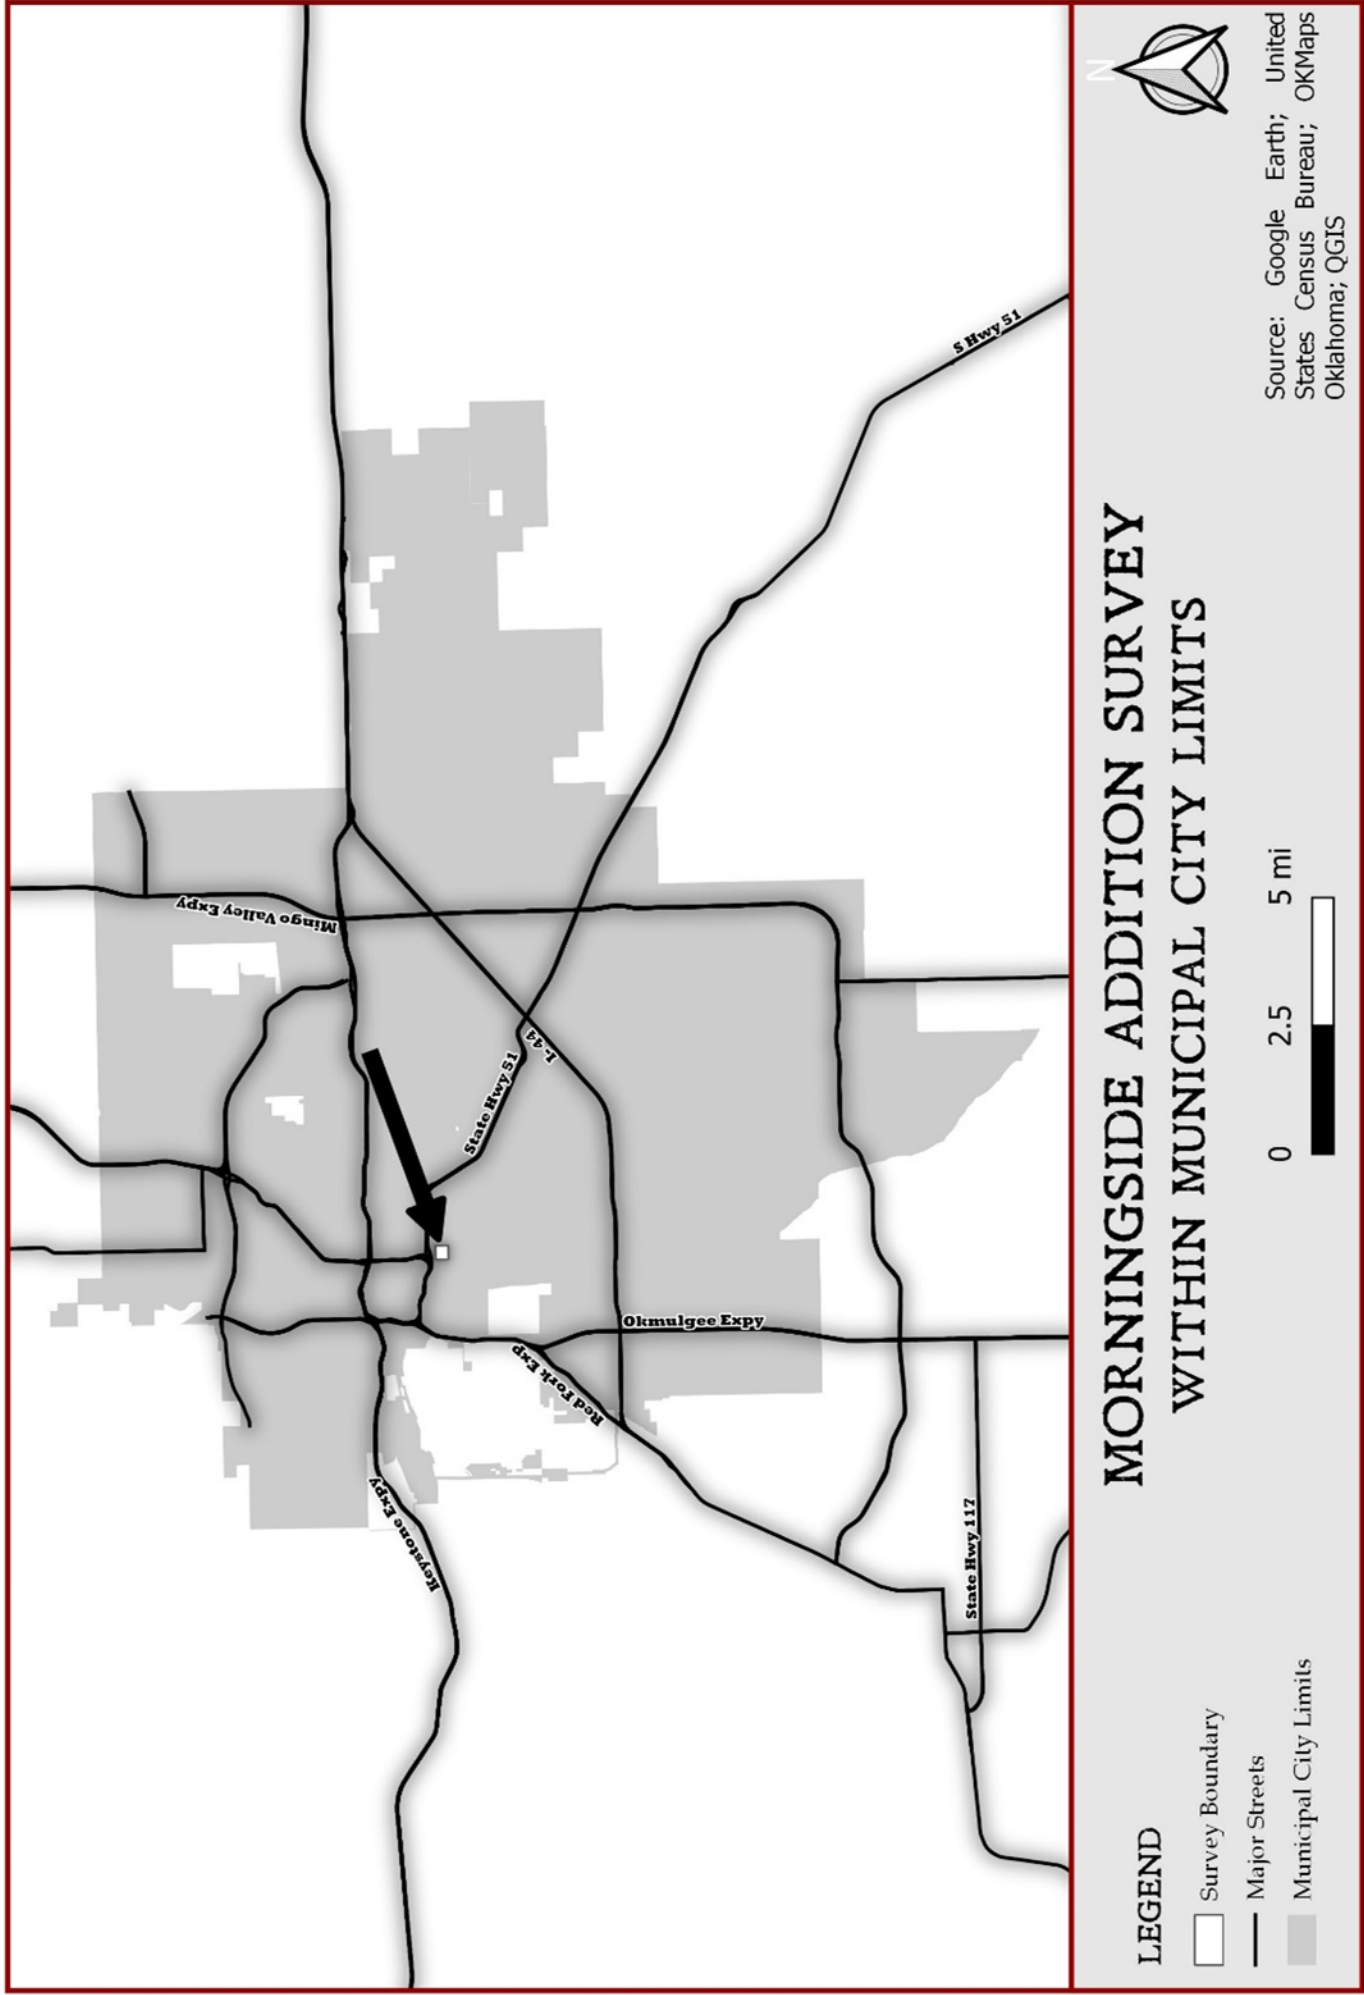 Mingo Valley Expy
S Hwy 51
State Hwy 51
I-44
Okmulgee Expy
Red Fork Exp
Keystone Expy
State Hwy 117
LEGEND
Survey Boundary
Major Streets
Municipal City Limits
MORNINGSIDE ADDITION SURVEY
WITHIN MUNICIPAL CITY LIMITS
0 2.5 5 mi
N
Source: Google Earth; United
States Census Bureau; OKMaps
Oklahoma; QGIS